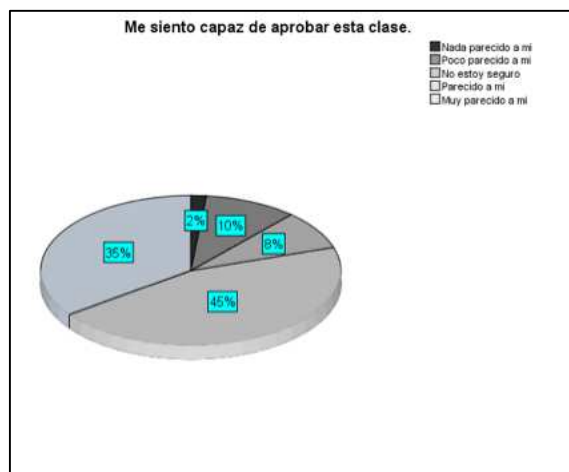 Me siento capaz de aprobar esta clase.
Nada parecido a mi
Poco parecido a mi
No estoy seguro
Parecido a mi
Muy parecido a mi
2%
10%
8%
35%
45%